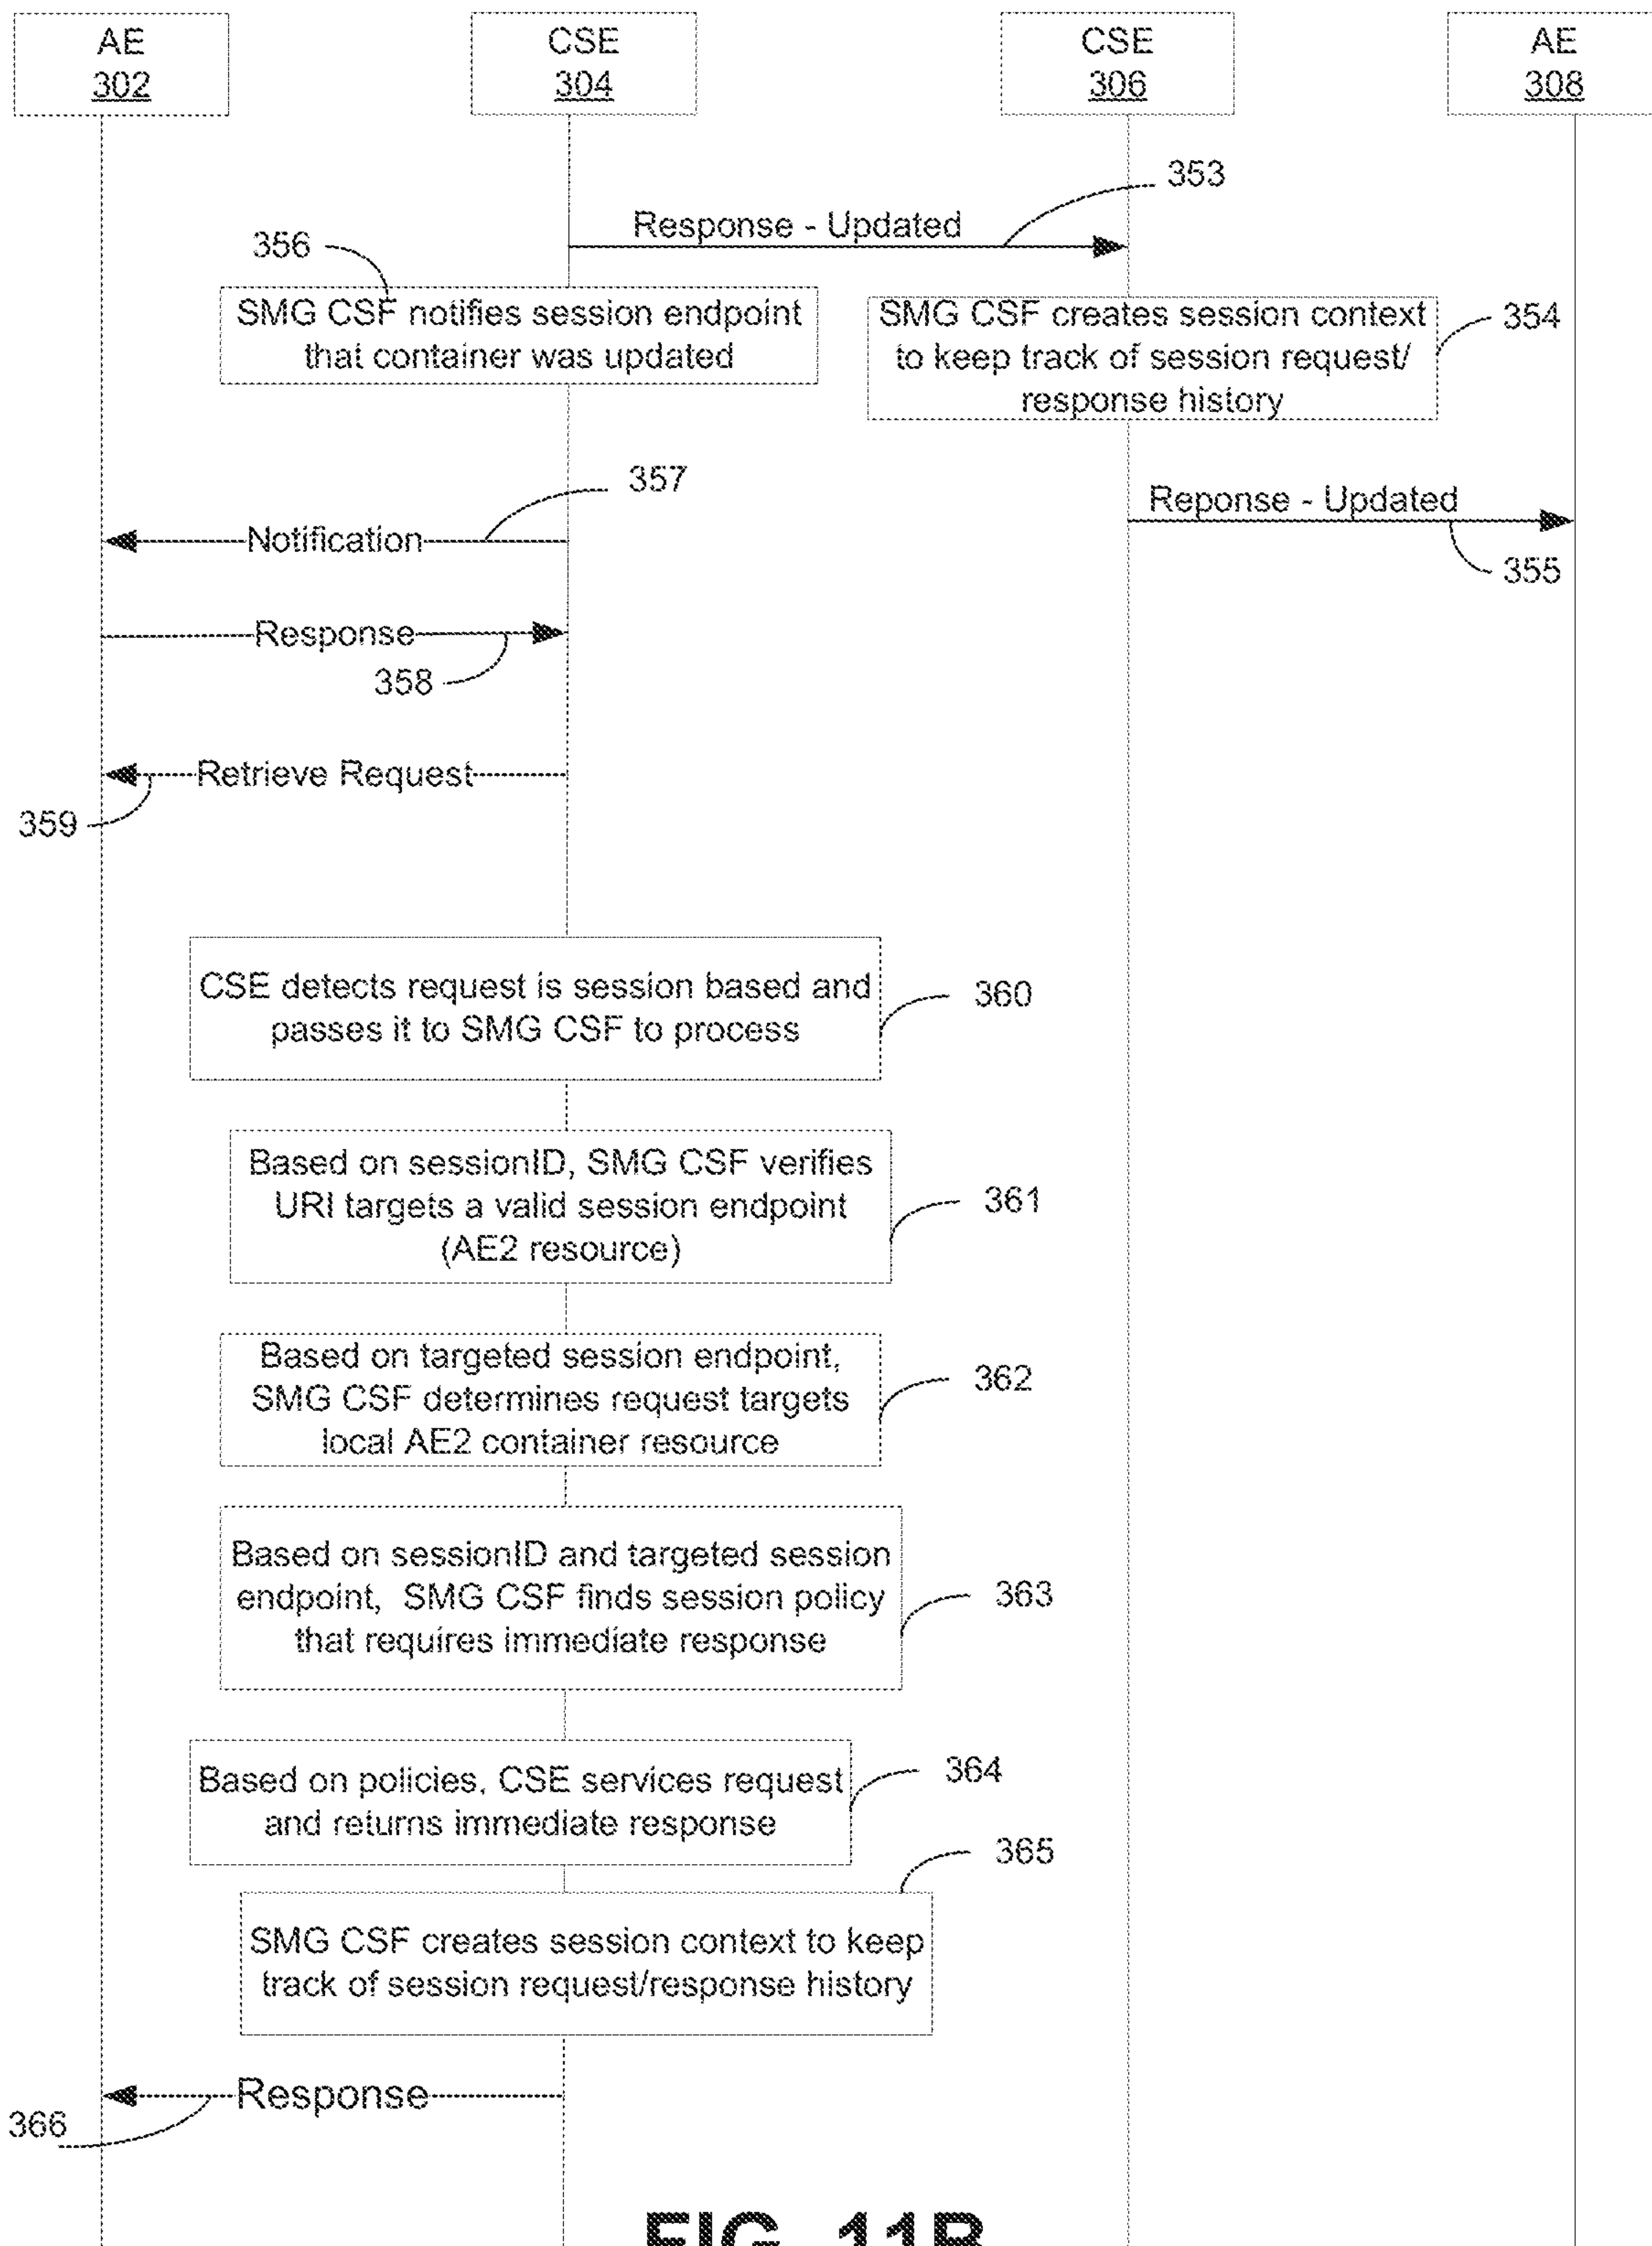 AE
302
CSE
304
CSE
306
AE
308
353
Response - Updated
356
SMG CSF notifies session endpoint
that container was updated
SMG CSF creates session context
to keep track of session request/
response history
354
357
Notification
Reponse - Updated
355
Response
358
Retrieve Request
359
CSE detects request is session based and
passes it to SMG CSF to process
360
Based on sessionID, SMG CSF verifies
URI targets a valid session endpoint
(AE2 resource)
361
Based on targeted session endpoint,
SMG CSF determines request targets
local AE2 container resource
362
Based on sessionID and targeted session
endpoint, SMG CSF finds session policy
that requires immediate response
363
Based on policies, CSE services request
and returns immediate response
364
365
SMG CSF creates session context to keep
track of session request/response history
Response
366
FIG. 11B